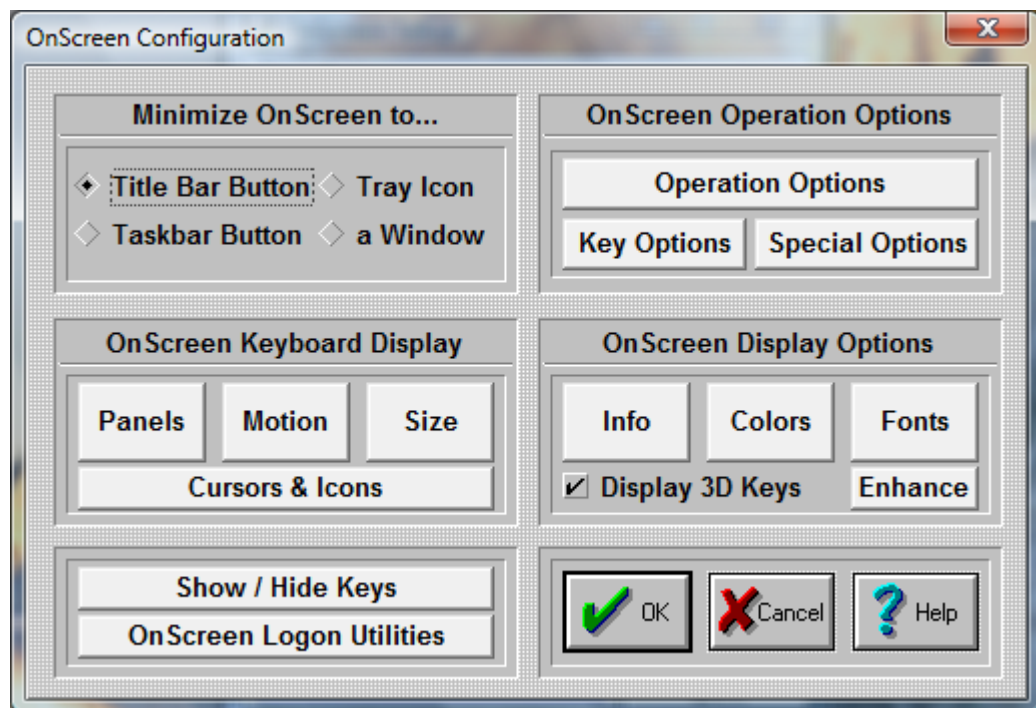 OnScreen Configuration
Minimize OnScreen to...
Title Bar Button
Tray Icon
Taskbar Button
a Window
OnScreen Operation Options
Operation Options
Key Options
Special Options
OnScreen Keyboard Display
Panels
Motion
Size
Cursors & Icons
OnScreen Display Options
Info
Colors
Fonts
Display 3D Keys
Enhance
Show / Hide Keys
OnScreen Logon Utilities
OK
Cancel
Help